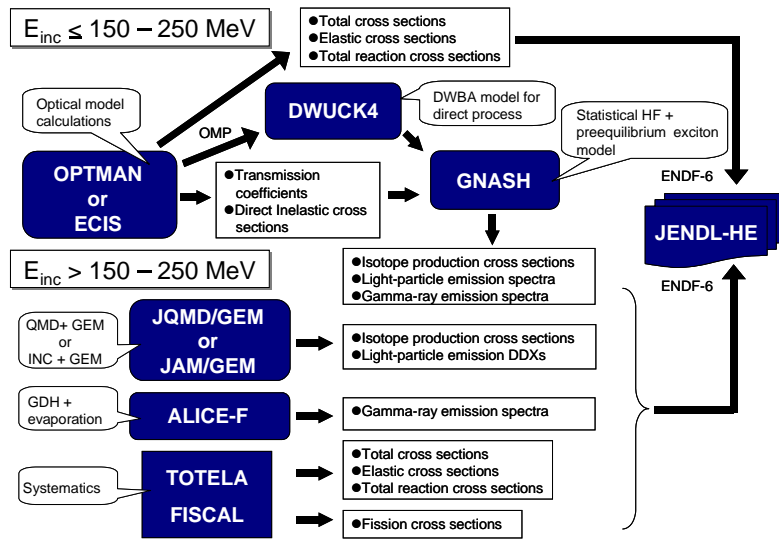 E_inc ≤ 150 – 250 MeV
●Total cross sections
●Elastic cross sections
●Total reaction cross sections
Optical model
calculations
OMP
DWUCK4
DWBA model for
direct process
Statistical HF +
preequilibrium exciton
model
OPTMAN
or
ECIS
●Transmission
coefficients
●Direct Inelastic cross
sections
GNASH
ENDF-6
JENDL-HE
ENDF-6
E_inc > 150 – 250 MeV
●Isotope production cross sections
●Light-particle emission spectra
●Gamma-ray emission spectra
QMD+ GEM
or
INC + GEM
JQMD/GEM
or
JAM/GEM
●Isotope production cross sections
●Light-particle emission DDXs
GDH +
evaporation
ALICE-F
●Gamma-ray emission spectra
Systematics
TOTELA
FISCAL
●Total cross sections
●Elastic cross sections
●Total reaction cross sections
●Fission cross sections